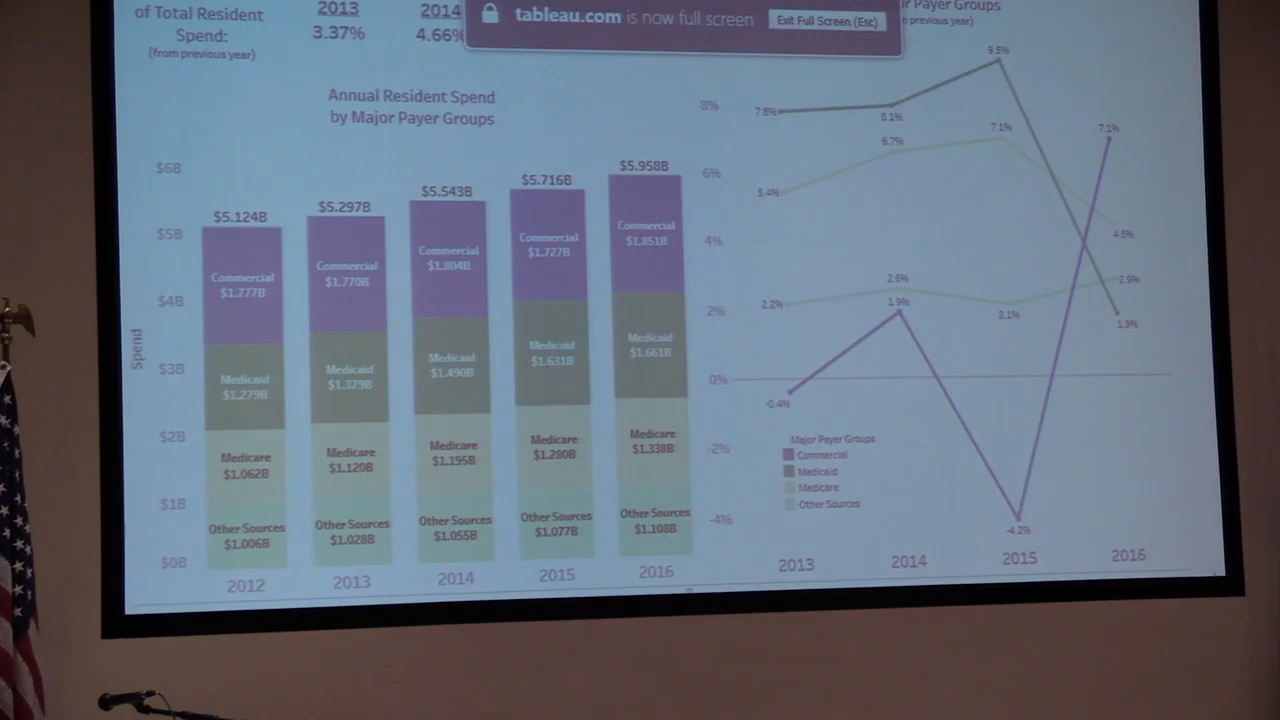 of Total Resident
Spend:
(from previous year)
2013
3.37%
2014
4.66%
tableau.com is now full screen
Exit Full Screen (Esc)
Payer Groups
previous year)
Annual Resident Spend
by Major Payer Groups
Spend
$6B
$5B
$4B
$3B
$2B
$1B
$0B
$5.124B
Commercial
$1.777B
Medicaid
$1.279B
Medicare
$1.062B
Other Sources
$1.006B
2012
$5.297B
Commercial
$1.770B
Medicaid
$1.379B
Medicare
$1.120B
Other Sources
$1.028B
2013
$5.543B
Commercial
$1.804B
Medicaid
$1.490B
Medicare
$1.195B
Other Sources
$1.055B
2014
$5.716B
Commercial
$1.727B
Medicaid
$1.631B
Medicare
$1.280B
Other Sources
$1.077B
2015
$5.958B
Commercial
$1.851B
Medicaid
$1.661B
Medicare
$1.338B
Other Sources
$1.108B
2016
8%
6%
4%
2%
0%
-2%
-4%
7.8%
8.1%
9.5%
1.9%
5.4%
6.7%
7.1%
4.5%
2.2%
2.6%
2.1%
2.9%
-0.4%
1.9%
-4.2%
7.1%
Major Payer Groups
Commercial
Medicaid
Medicare
Other Sources
2013
2014
2015
2016